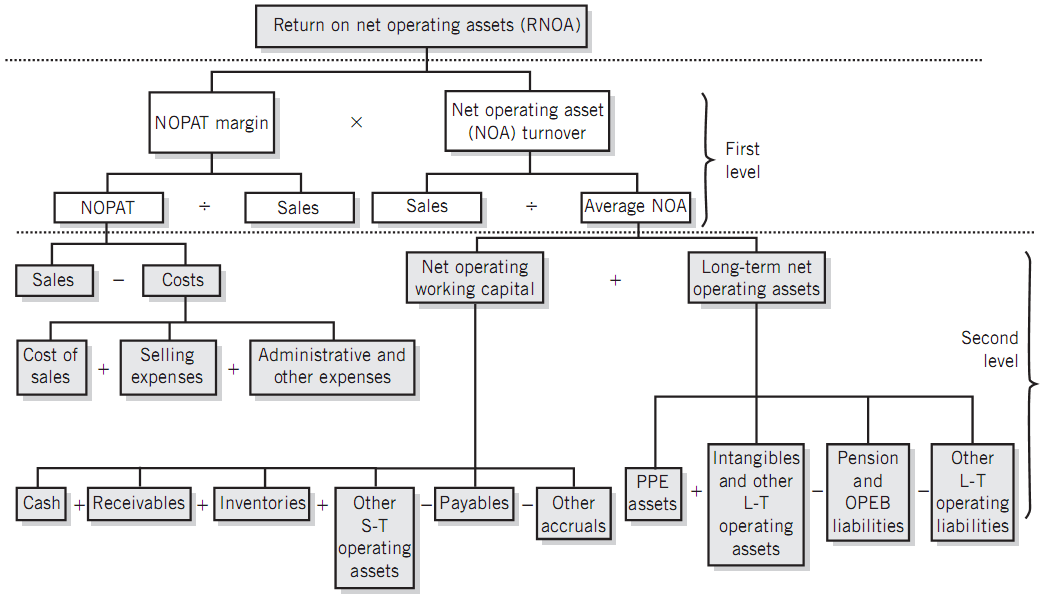 Return on net operating assets (RNOA)
NOPAT margin
×
Net operating asset
(NOA) turnover
First
level
NOPAT
÷
Sales
Sales
÷
Average NOA
Sales
−
Costs
Net operating
working capital
+
Long-term net
operating assets
Second
level
Cost of
sales
+
Selling
expenses
+
Administrative and
other expenses
Cash
+
Receivables
+
Inventories
+
Other
S-T
operating
assets
−
Payables
−
Other
accruals
PPE
assets
+
Intangibles
and other
L-T
operating
assets
−
Pension
and
OPEB
liabilities
−
Other
L-T
operating
liabilities